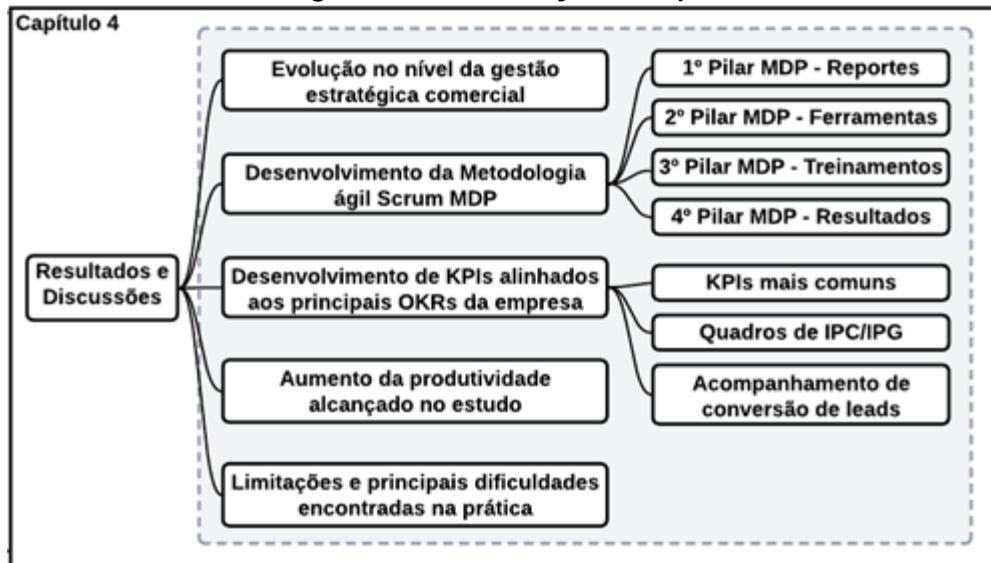 Capítulo 4
Resultados e
Discussões
Evolução no nível da gestão
estratégica comercial
Desenvolvimento da Metodologia
ágil Scrum MDP
1º Pilar MDP - Reportes
2º Pilar MDP - Ferramentas
3º Pilar MDP - Treinamentos
4º Pilar MDP - Resultados
Desenvolvimento de KPIs alinhados
aos principais OKRs da empresa
KPIs mais comuns
Quadros de IPC/IPG
Acompanhamento de
conversão de leads
Aumento da produtividade
alcançado no estudo
Limitações e principais dificuldades
encontradas na prática